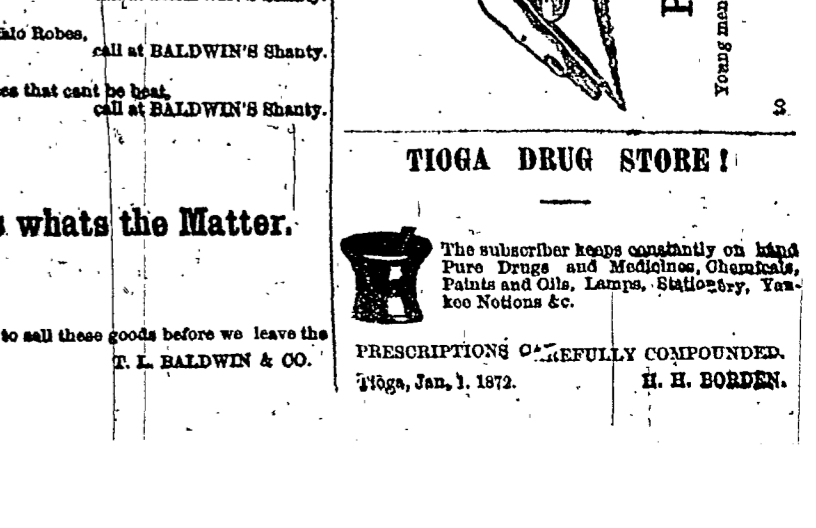 alo Robes,
call at BALDWIN'S Shanty.
es that cant be beat,
call at BALDWIN'S Shanty.
s whats the Matter.
to sell these goods before we leave the
T. L. BALDWIN & CO.
Young men
TIOGA DRUG STORE!
The subscriber keeps constantly on hand
Pure Drugs and Medicines, Chemicals,
Paints and Oils, Lamps, Stationery, Yan-
kee Notions &c.
PRESCRIPTIONS CAREFULLY COMPOUNDED.
Tioga, Jan, 1. 1872.
H. H. BORDEN.